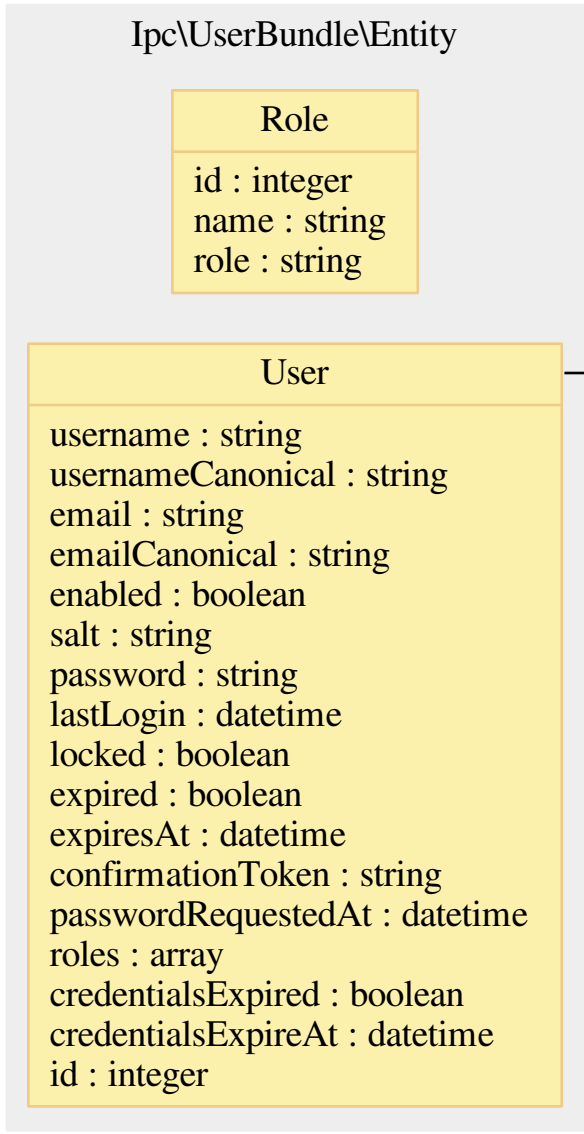 Ipc\UserBundle\Entity
Role
id : integer
name : string
role : string
User
username : string
usernameCanonical : string
email : string
emailCanonical : string
enabled : boolean
salt : string
password : string
lastLogin : datetime
locked : boolean
expired : boolean
expiresAt : datetime
confirmationToken : string
passwordRequestedAt : datetime
roles : array
credentialsExpired : boolean
credentialsExpireAt : datetime
id : integer